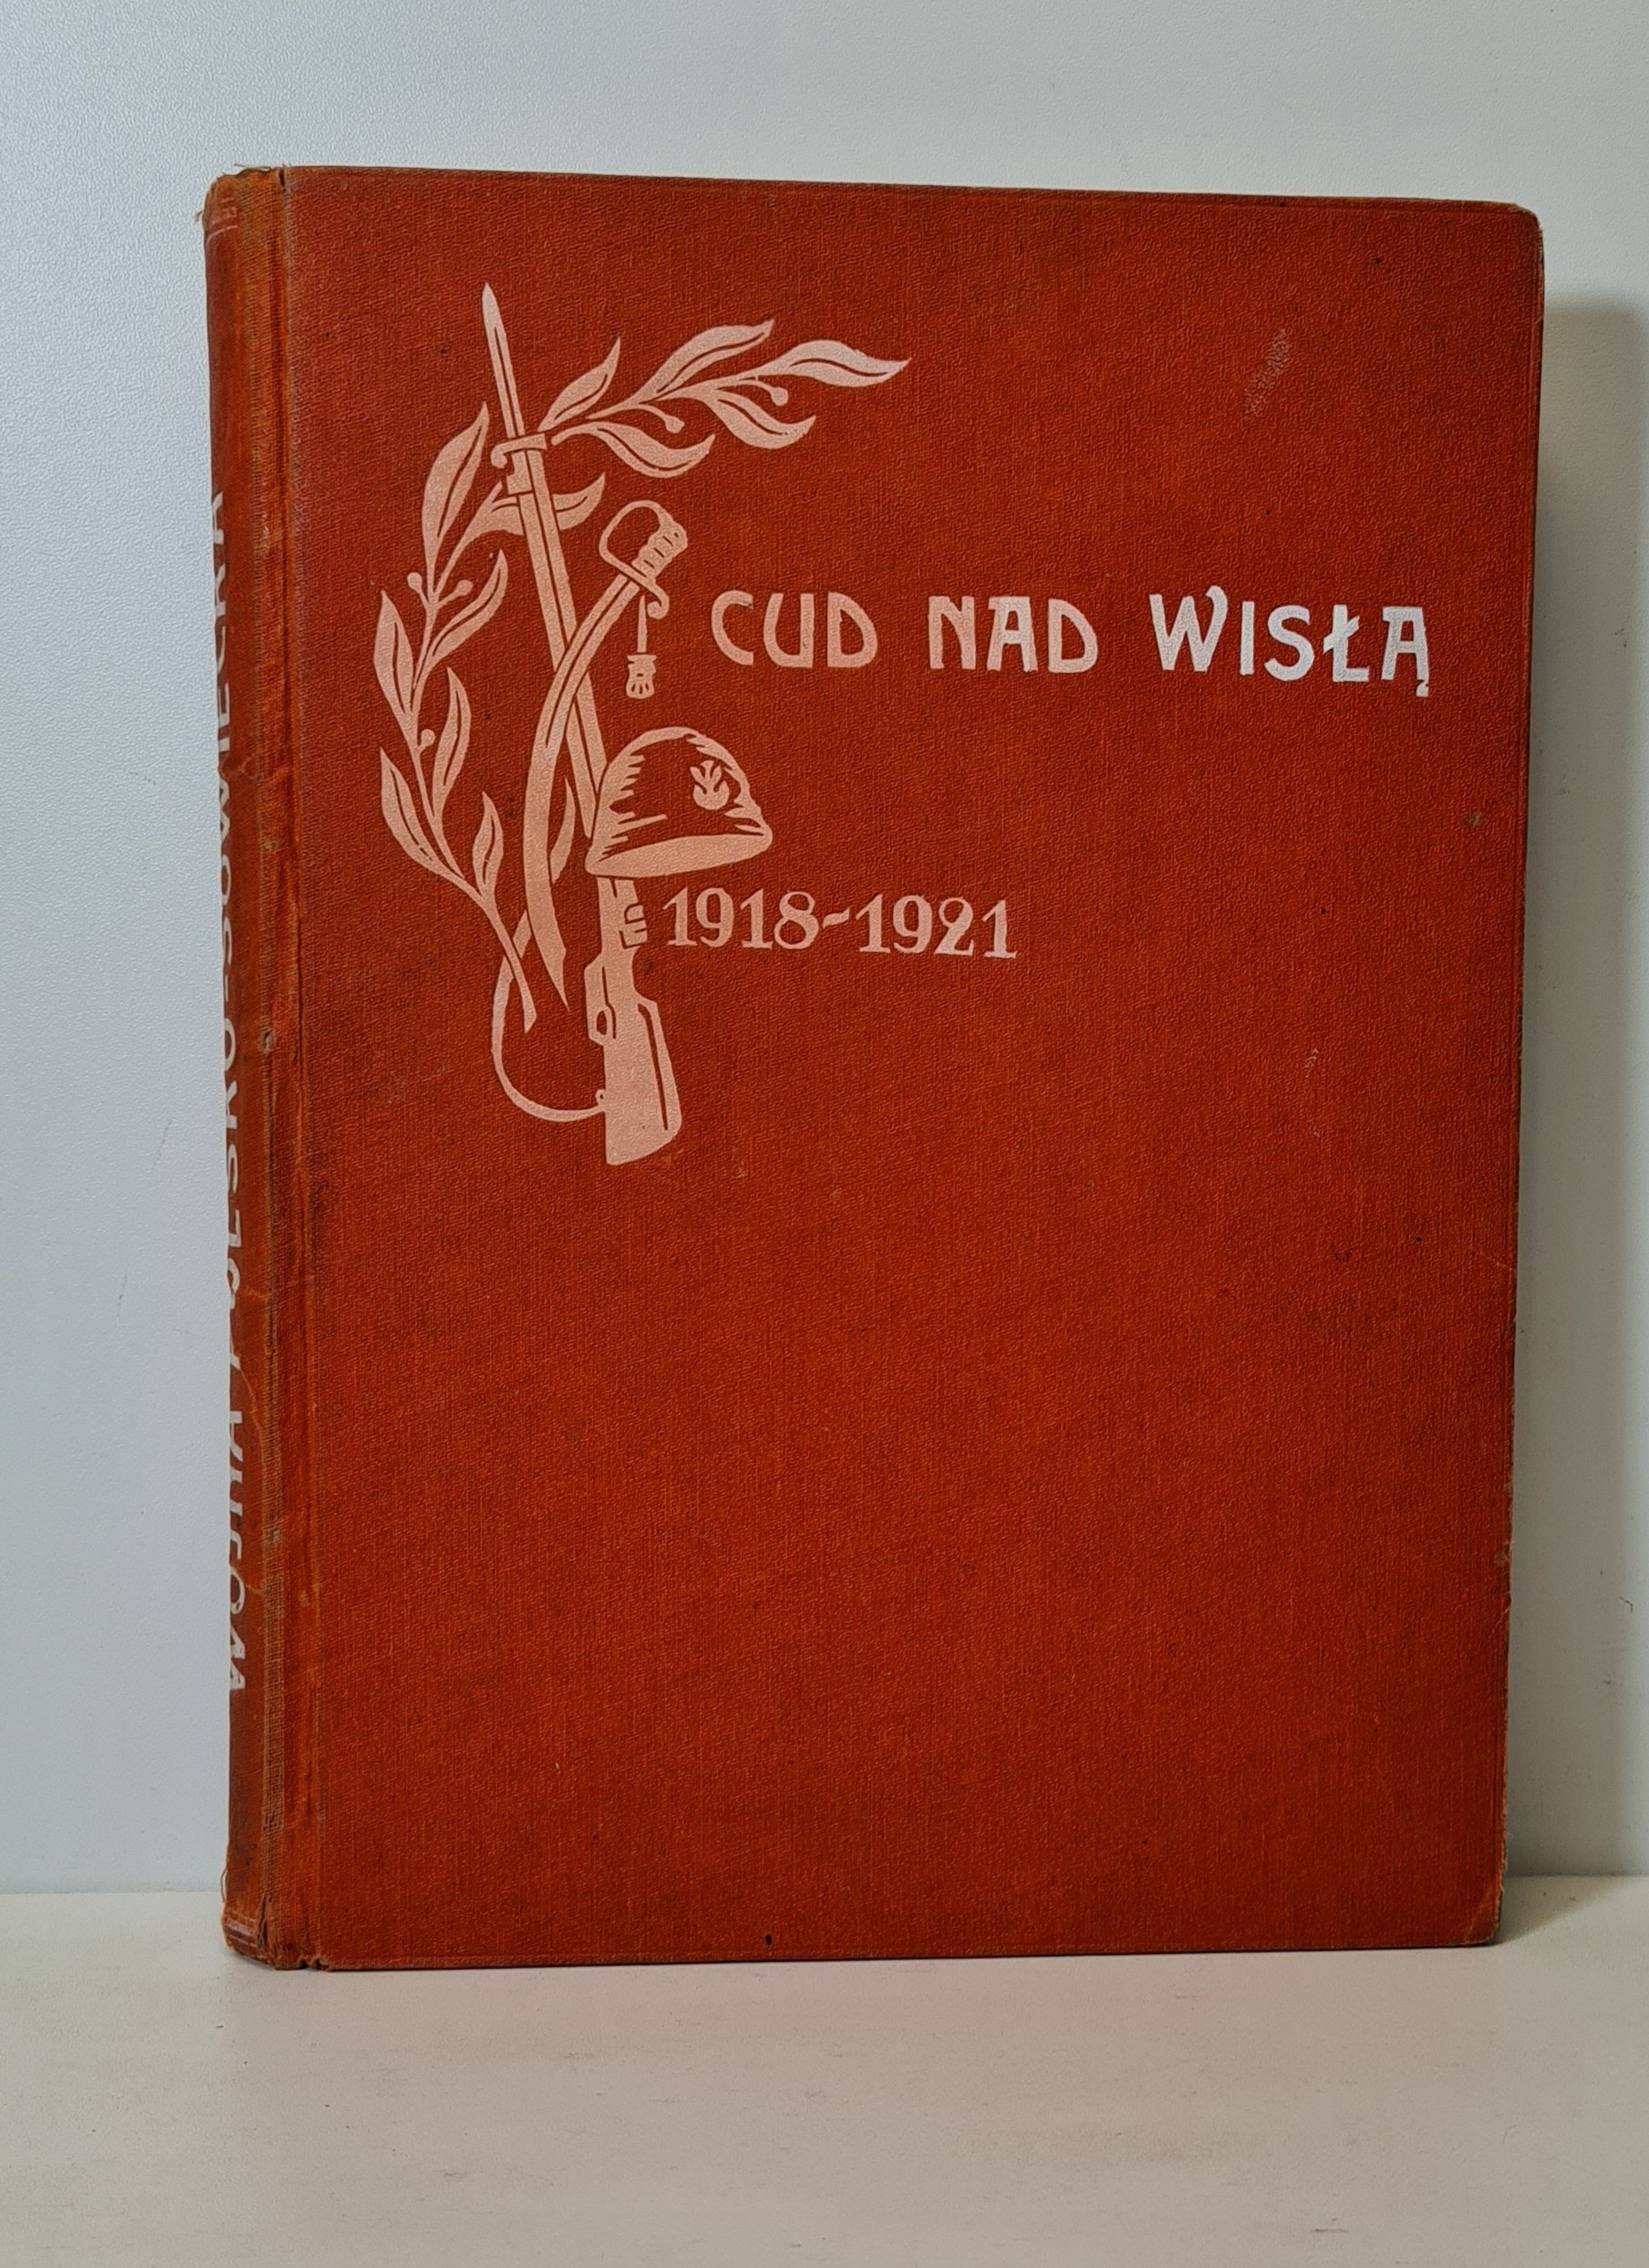 CUD NAD WISŁĄ
1918-1921
WOJNA POLSKO-SOWIECKA